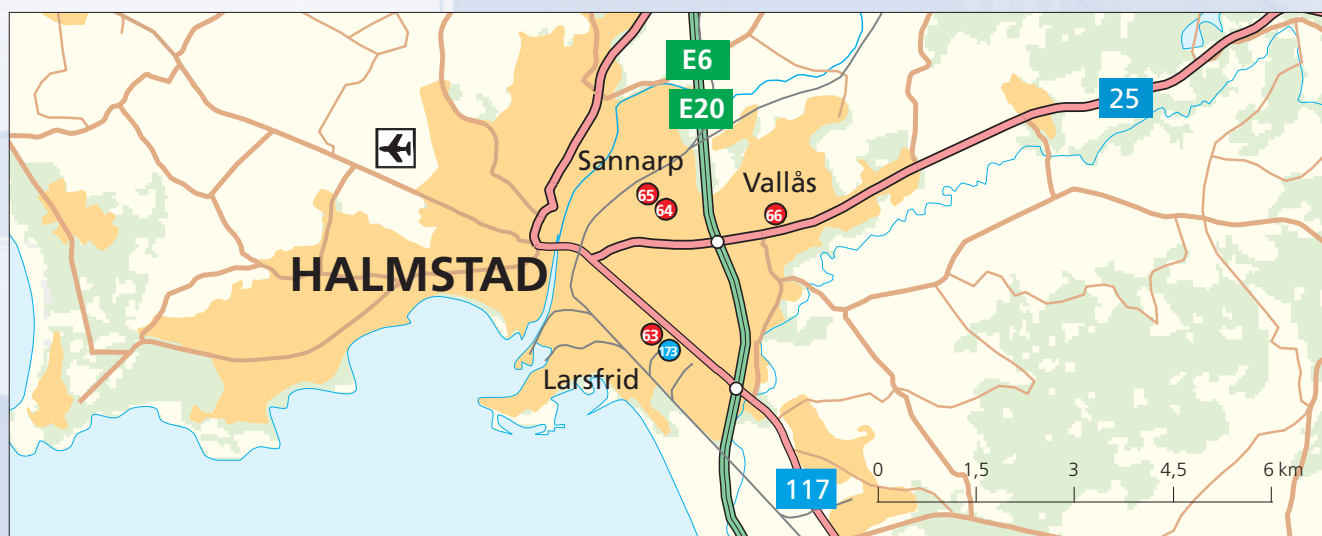 E6
25
E20
Sannarp
Vallås
65
64
66
HALMSTAD
63
173
Larsfrid
0 1,5 3 4,5 6 km
117